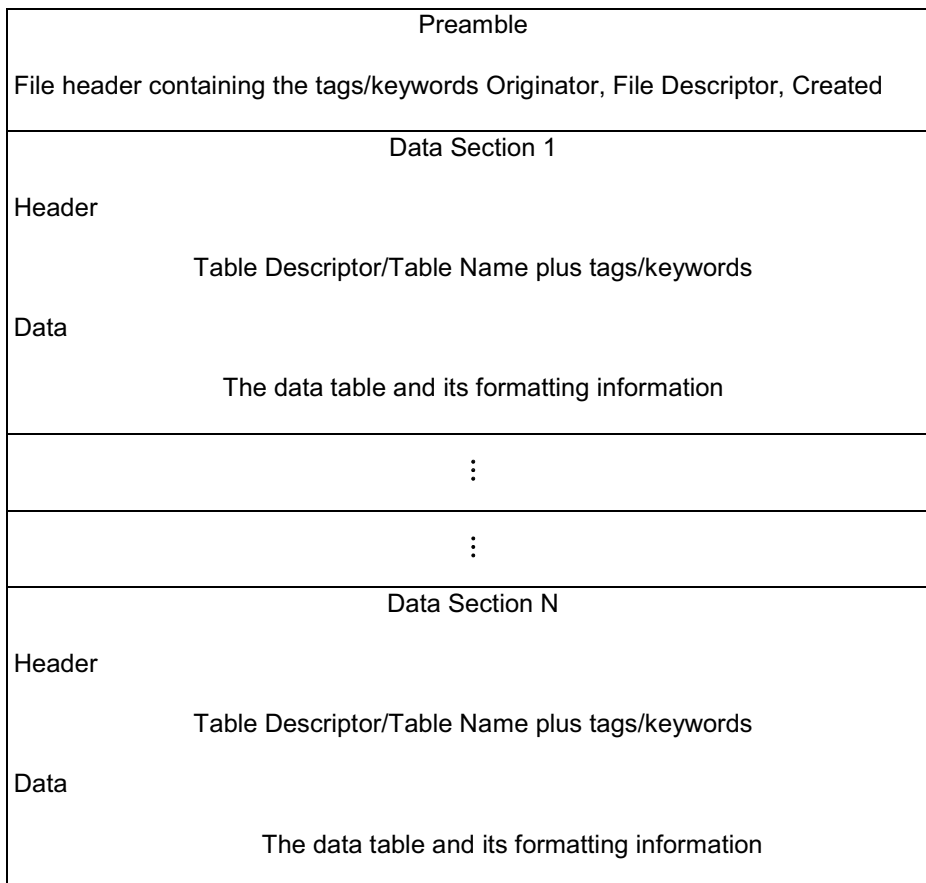 Preamble
File header containing the tags/keywords Originator, File Descriptor, Created
Data Section 1
Header
Table Descriptor/Table Name plus tags/keywords
Data
The data table and its formatting information
⋮
⋮
Data Section N
Header
Table Descriptor/Table Name plus tags/keywords
Data
The data table and its formatting information